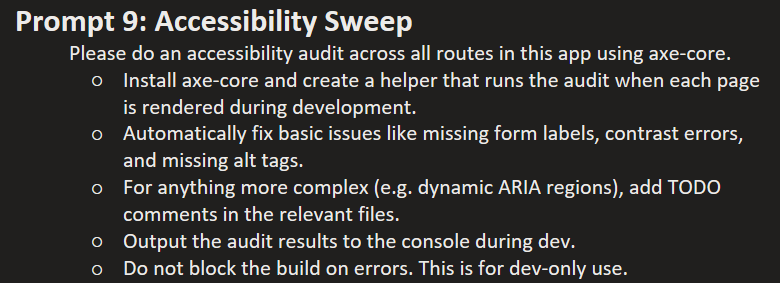 Prompt 9: Accessibility Sweep
Please do an accessibility audit across all routes in this app using axe-core.
o Install axe-core and create a helper that runs the audit when each page
is rendered during development.
o Automatically fix basic issues like missing form labels, contrast errors,
and missing alt tags.
o For anything more complex (e.g. dynamic ARIA regions), add TODO
comments in the relevant files.
o Output the audit results to the console during dev.
o Do not block the build on errors. This is for dev-only use.